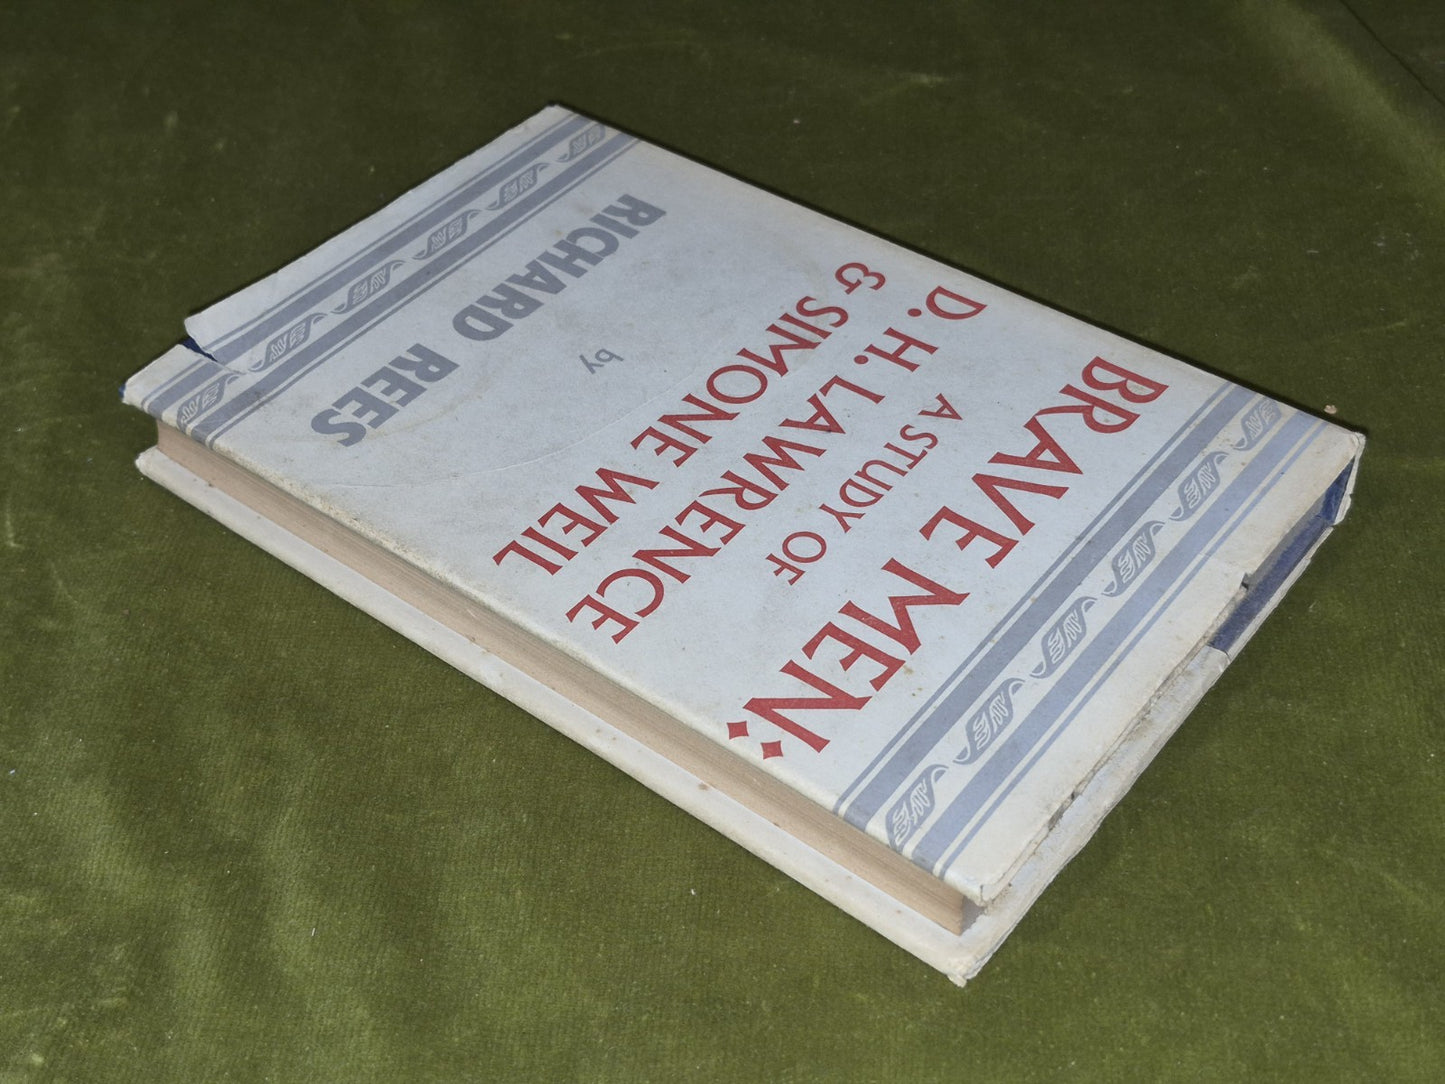 BRAVE MEN:
A STUDY OF
D. H. LAWRENCE
& SIMONE WEIL
by
RICHARD REES